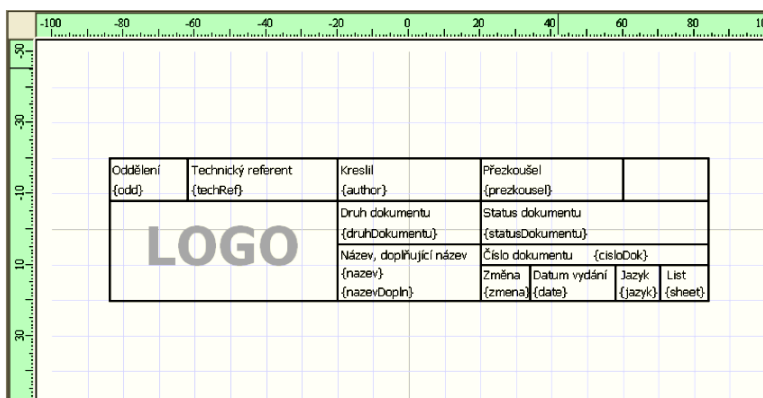 -100 -80 -60 -40 -20 0 20 40 60 80
-50
-30
-10
10
30
Oddělení Technický referent Kreslil Přezkoušel
{odd} {techRef} {author} {prezkousel}
LOGO
Druh dokumentu Status dokumentu
{druhDokumentu} {statusDokumentu}
Název, doplňující název Číslo dokumentu {cisloDok}
{nazev} Změna Datum vydání Jazyk List
{nazevDopln} {zmena} {date} {jazyk} {sheet}